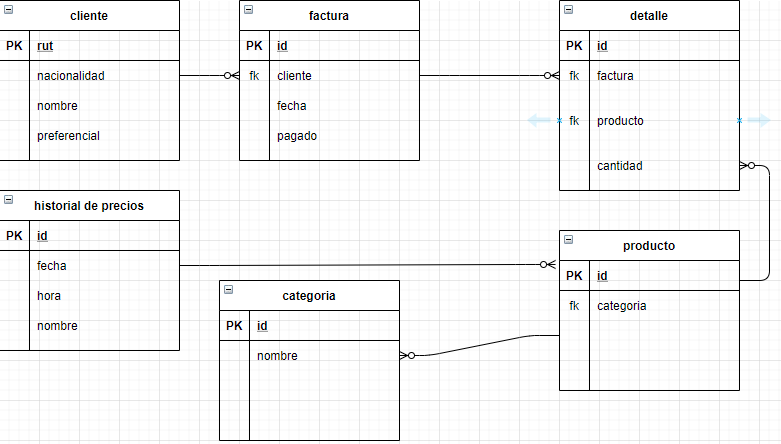 cliente
PK rut
nacionalidad
nombre
preferencial
factura
PK id
fk cliente
fecha
pagado
detalle
PK id
fk factura
fk producto
cantidad
historial de precios
PK id
fecha
hora
nombre
categoria
PK id
nombre
producto
PK id
fk categoria